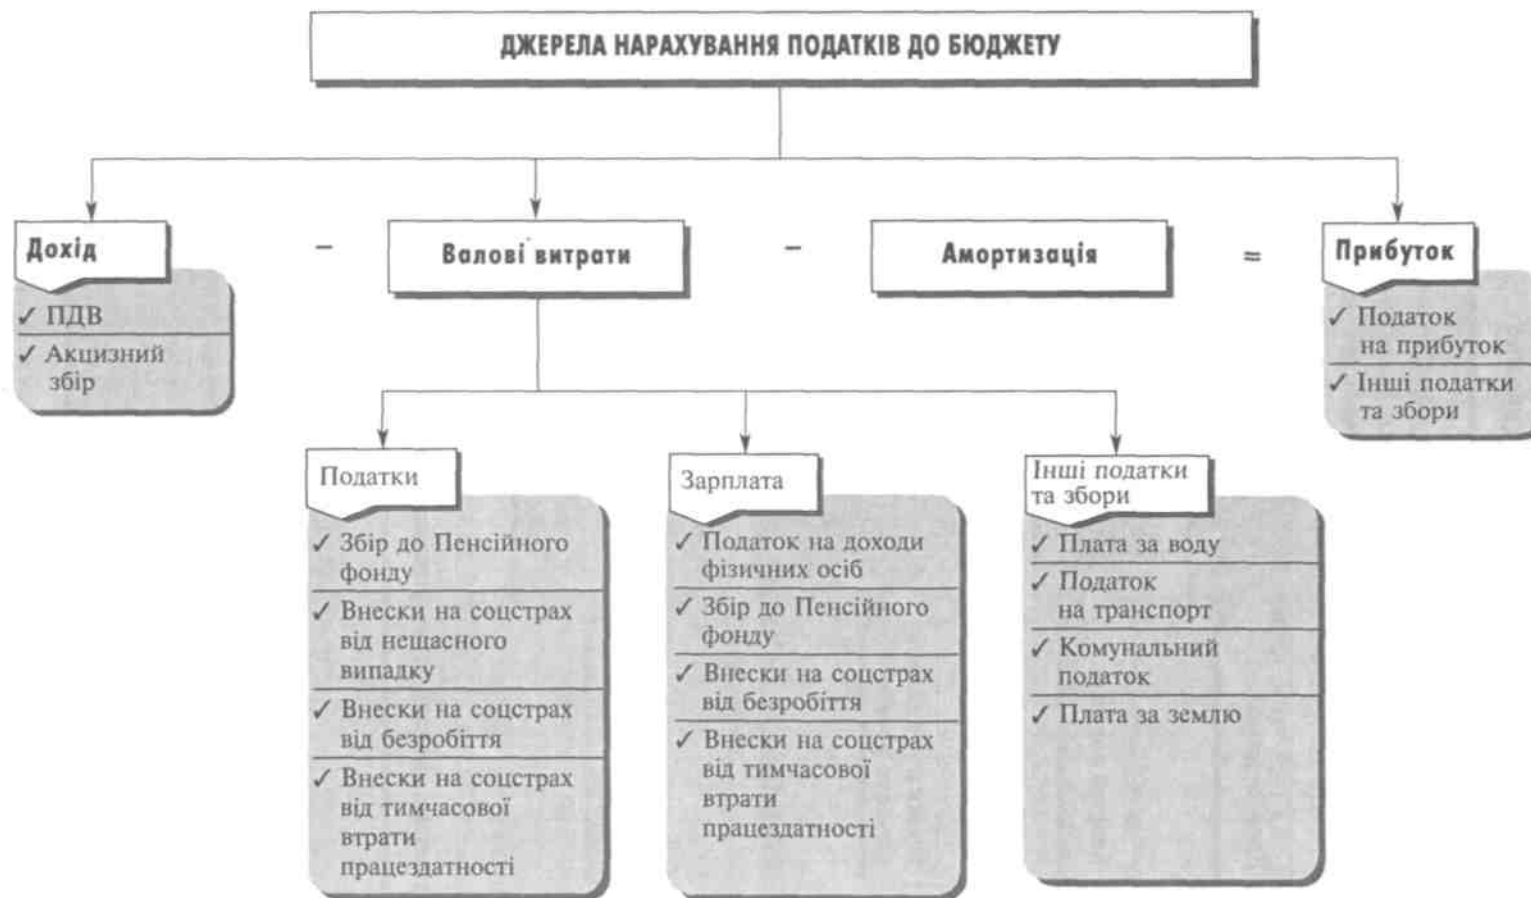 ДЖЕРЕЛА НАРАХУВАННЯ ПОДАТКІВ ДО БЮДЖЕТУ
Дохід
–
Валові витрати
–
Амортизація
=
Прибуток
✓ ПДВ
✓ Акцизний
збір
✓ Податок
на прибуток
✓ Інші податки
та збори
Податки
✓ Збір до Пенсійного
фонду
✓ Внески на соцстрах
від нещасного
випадку
✓ Внески на соцстрах
від безробіття
✓ Внески на соцстрах
від тимчасової
втрати
працездатності
Зарплата
✓ Податок на доходи
фізичних осіб
✓ Збір до Пенсійного
фонду
✓ Внески на соцстрах
від безробіття
✓ Внески на соцстрах
від тимчасової
втрати
працездатності
Інші податки
та збори
✓ Плата за воду
✓ Податок
на транспорт
✓ Комунальний
податок
✓ Плата за землю